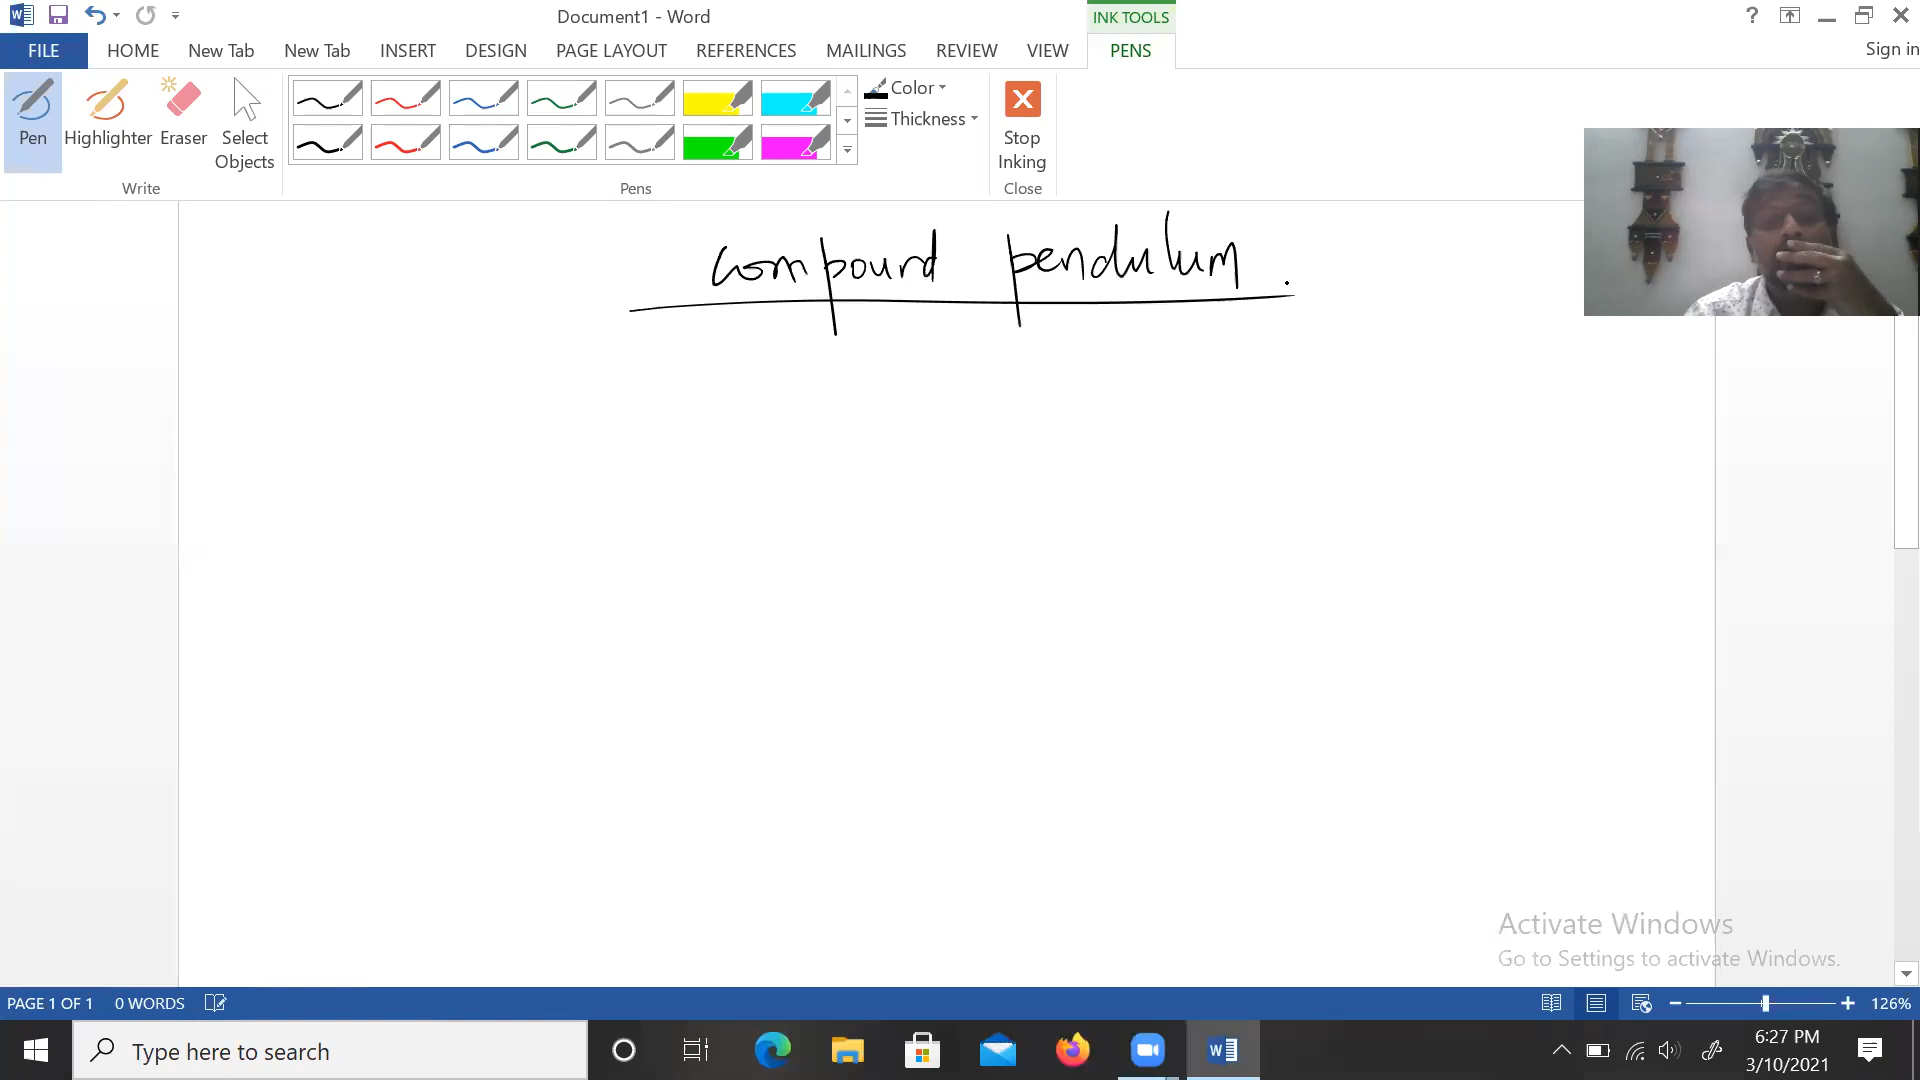 Document1 - Word
INK TOOLS
? 
FILE HOME New Tab New Tab INSERT DESIGN PAGE LAYOUT REFERENCES MAILINGS REVIEW VIEW PENS Sign in
Pen Highlighter Eraser Select Objects
Color
Thickness
Stop Inking
Write Pens Close
compound pendulum .
Activate Windows
Go to Settings to activate Windows.
PAGE 1 OF 1 0 WORDS 126%
Type here to search
6:27 PM
3/10/2021